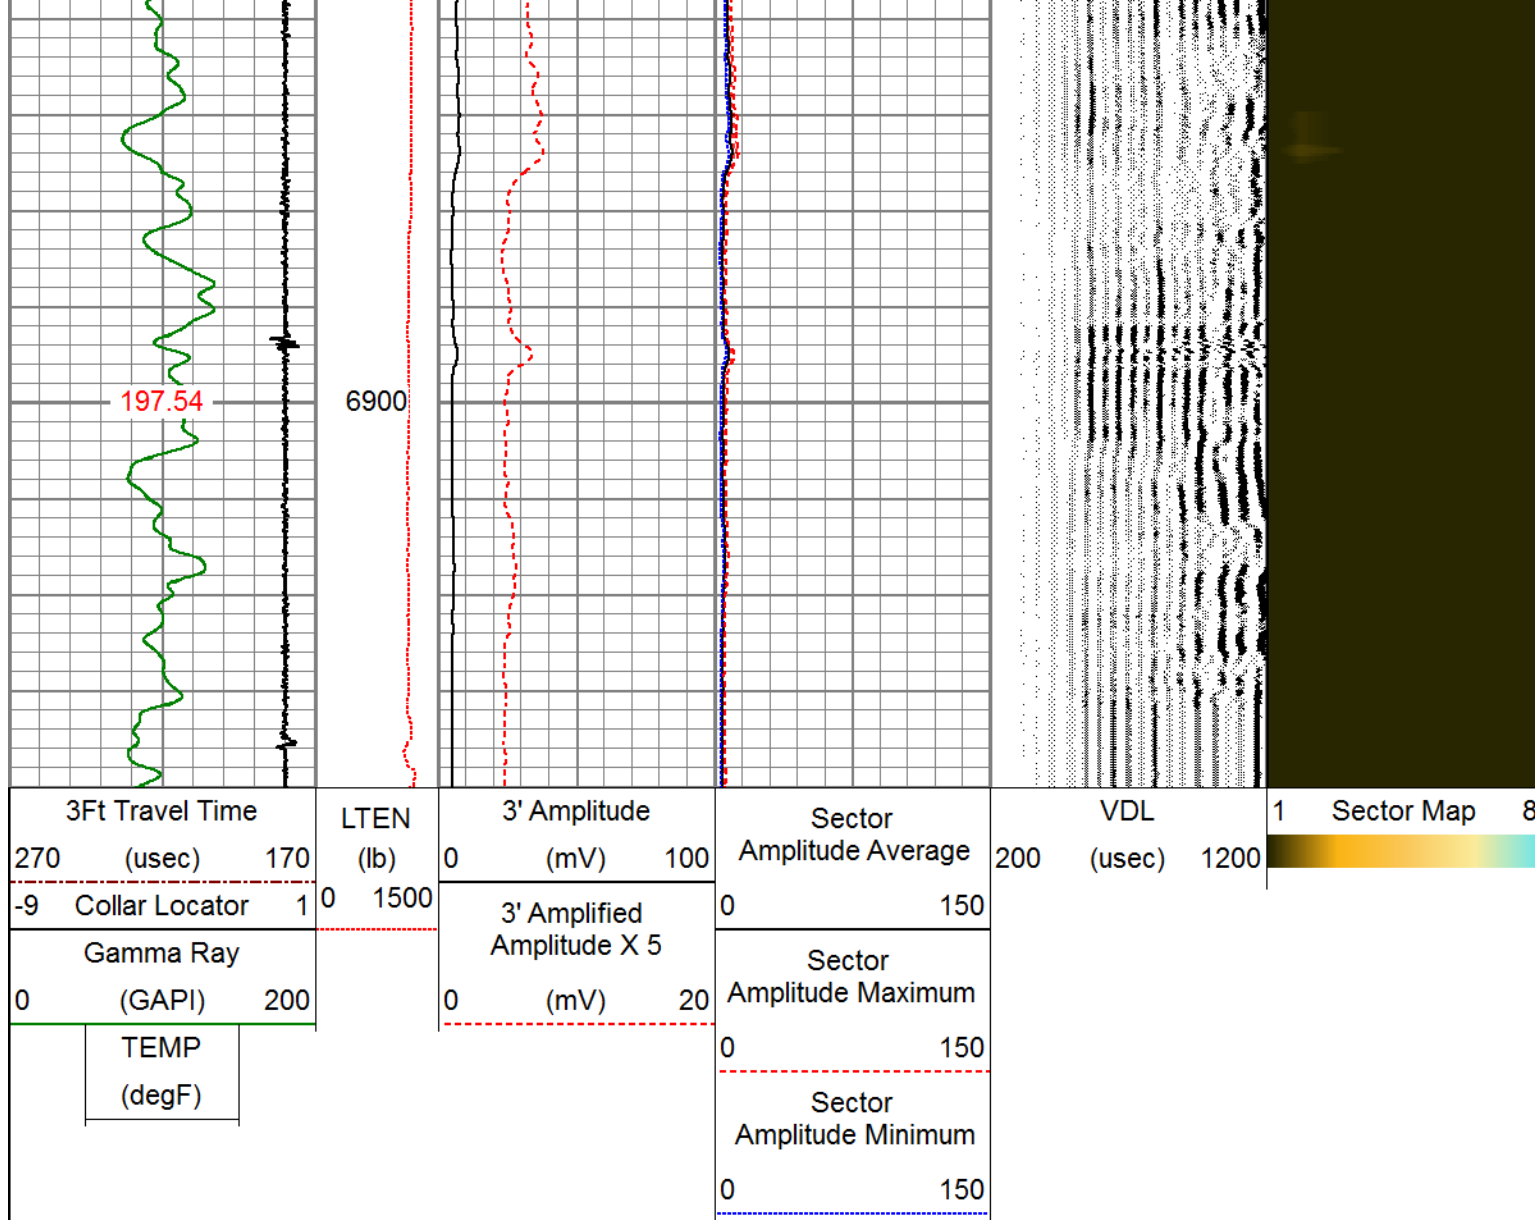 197.54
6900
3Ft Travel Time
270 (usec) 170
-9 Collar Locator 1
Gamma Ray
0 (GAPI) 200
TEMP
(degF)
LTEN
(lb)
0 1500
3' Amplitude
0 (mV) 100
3' Amplified
Amplitude X 5
0 (mV) 20
Sector
Amplitude Average
0 150
Sector
Amplitude Maximum
0 150
Sector
Amplitude Minimum
0 150
VDL
200 (usec) 1200
1 Sector Map 8